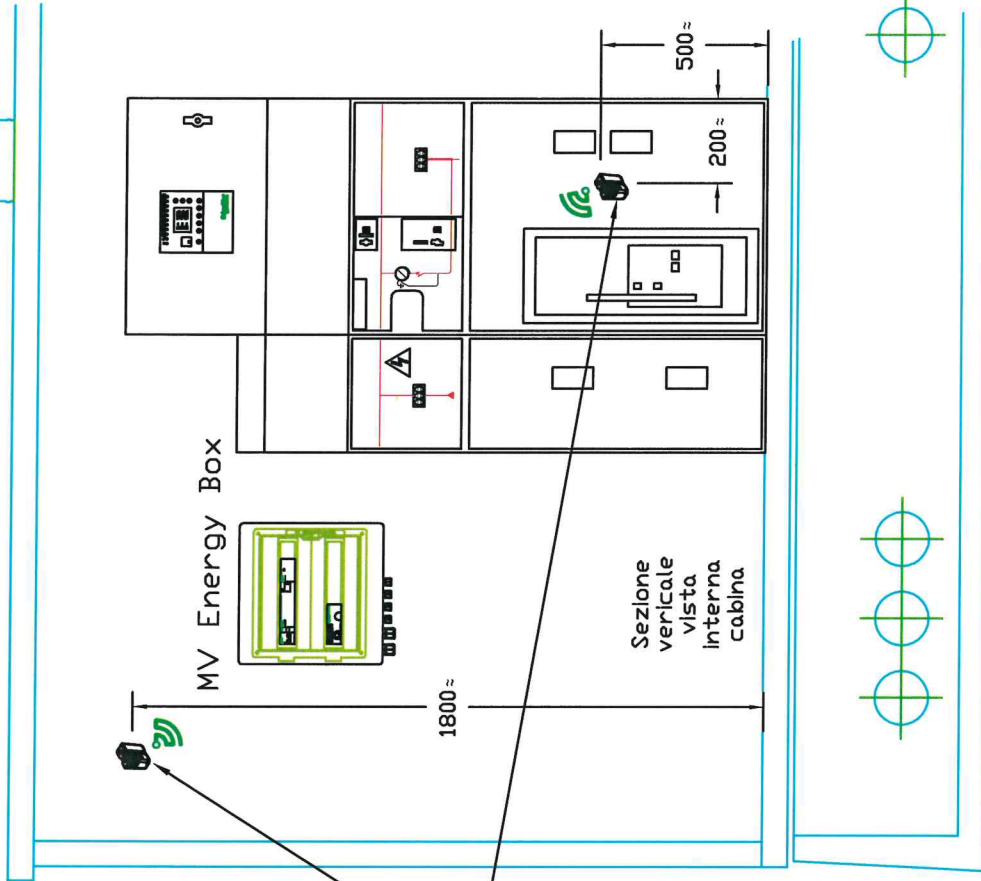 MV Energy Box
1800≈
500≈
200≈
Sezione
vericale
vista
interna
cabina